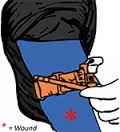 * = Wound